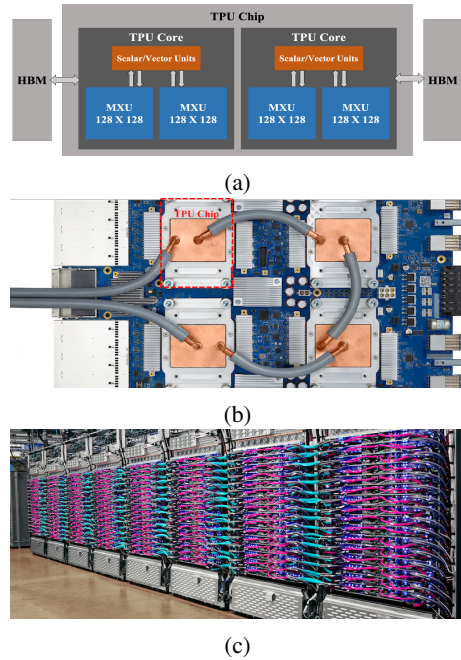 TPU Chip
TPU Core
TPU Core
Scalar/Vector Units
Scalar/Vector Units
HBM
HBM
MXU
128 X 128
MXU
128 X 128
MXU
128 X 128
MXU
128 X 128
(a)
TPU Chip
(b)
(c)